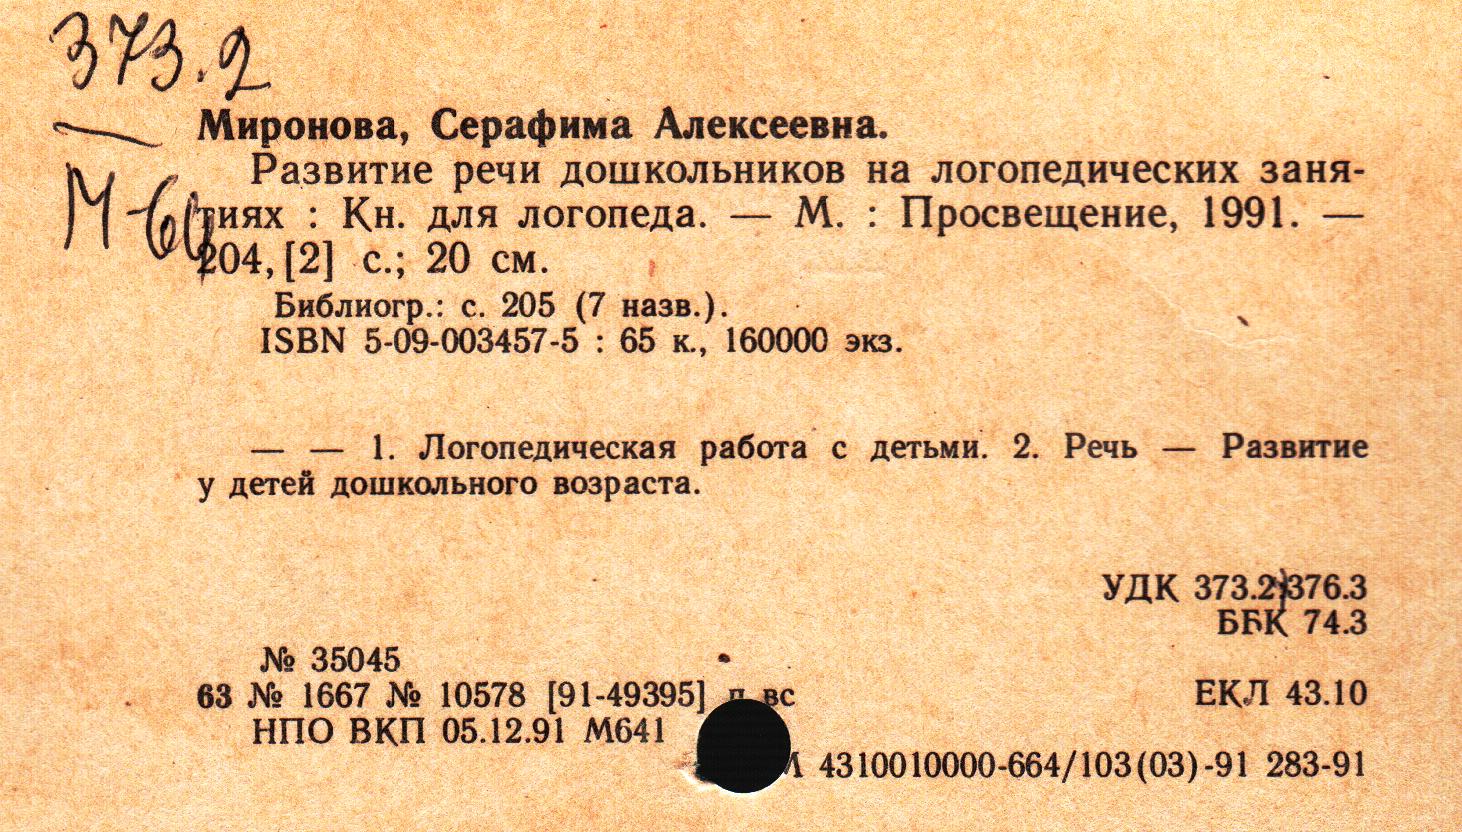 373.2
М-60
Миронова, Серафима Алексеевна.
Развитие речи дошкольников на логопедических заня-
тиях : Кн. для логопеда. — М. : Просвещение, 1991. —
204, [2] с.; 20 см.
Библиогр.: с. 205 (7 назв.).
ISBN 5-09-003457-5 : 65 к., 160000 экз.
— — 1. Логопедическая работа с детьми. 2. Речь — Развитие
у детей дошкольного возраста.
УДК 373.2)376.3
ББК 74.3
№ 35045
63 № 1667 № 10578 [91-49395] п вс
ЕКЛ 43.10
НПО ВКП 05.12.91 М641
4310010000-664/103(03)-91 283-91